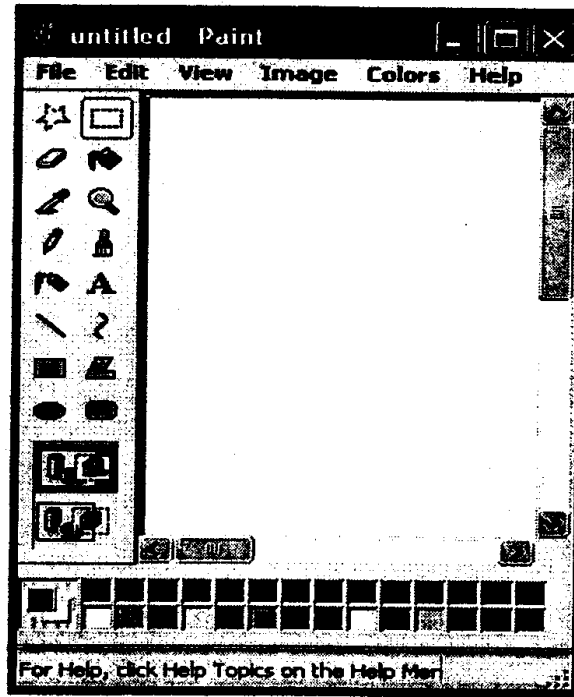 untitled Paint
File Edit View Image Colors Help
A
For Help, click Help Topics on the Help Men